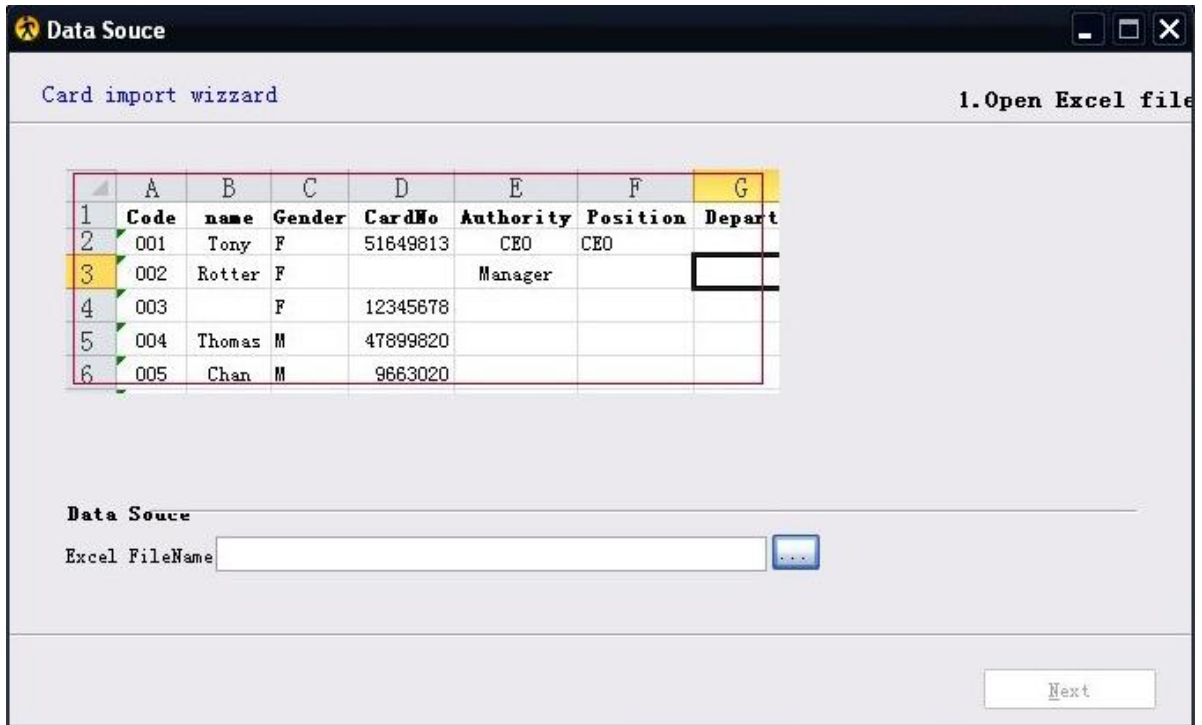 Data Souce
Card import wizzard
1.Open Excel file
A B C D E F G
1 Code name Gender CardNo Authority Position Depart
2 001 Tony F 51649813 CEO CEO
3 002 Rotter F Manager
4 003 F 12345678
5 004 Thomas M 47899820
6 005 Chan M 9663020
Data Souce
Excel FileName ...
Next